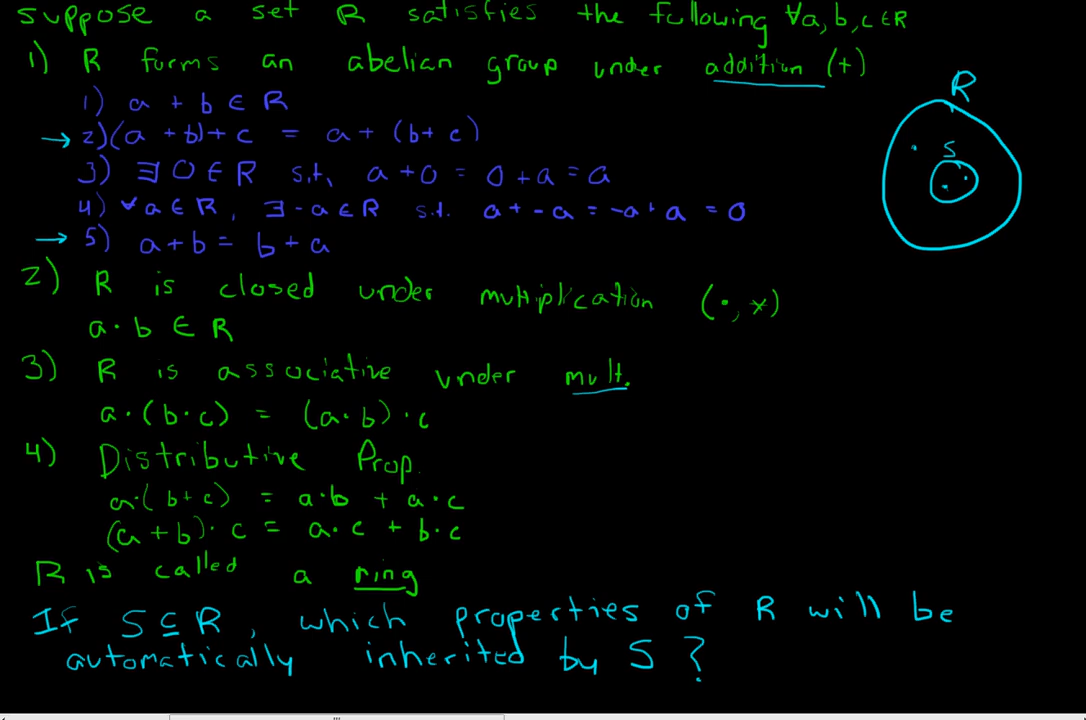 suppose a set R satisfies the following ∀a, b, c ∈ R
1) R forms an abelian group under addition (+)
1) a + b ∈ R
→ 2) (a + b) + c = a + (b + c)
3) ∃ 0 ∈ R s.t. a + 0 = 0 + a = a
4) ∀ a ∈ R, ∃ -a ∈ R s.t. a + -a = -a + a = 0
→ 5) a + b = b + a
2) R is closed under multiplication (·, ×)
a · b ∈ R
3) R is associative under mult.
a · (b · c) = (a · b) · c
4) Distributive Prop.
a·(b + c) = a·b + a·c
(a + b)·c = a·c + b·c
R is called a ring
If S ⊆ R, which properties of R will be
automatically inherited by S?
R
S